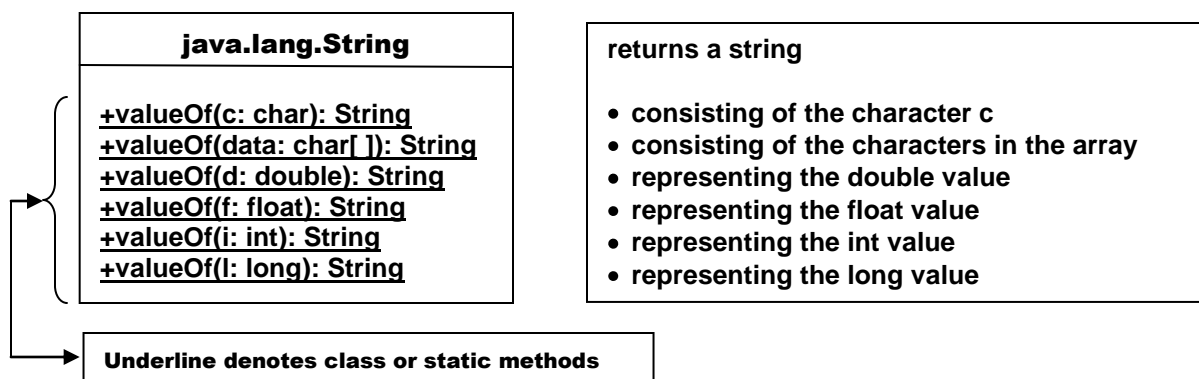 java.lang.String
+valueOf(c: char): String
+valueOf(data: char[ ]): String
+valueOf(d: double): String
+valueOf(f: float): String
+valueOf(i: int): String
+valueOf(l: long): String
returns a string
• consisting of the character c
• consisting of the characters in the array
• representing the double value
• representing the float value
• representing the int value
• representing the long value
Underline denotes class or static methods